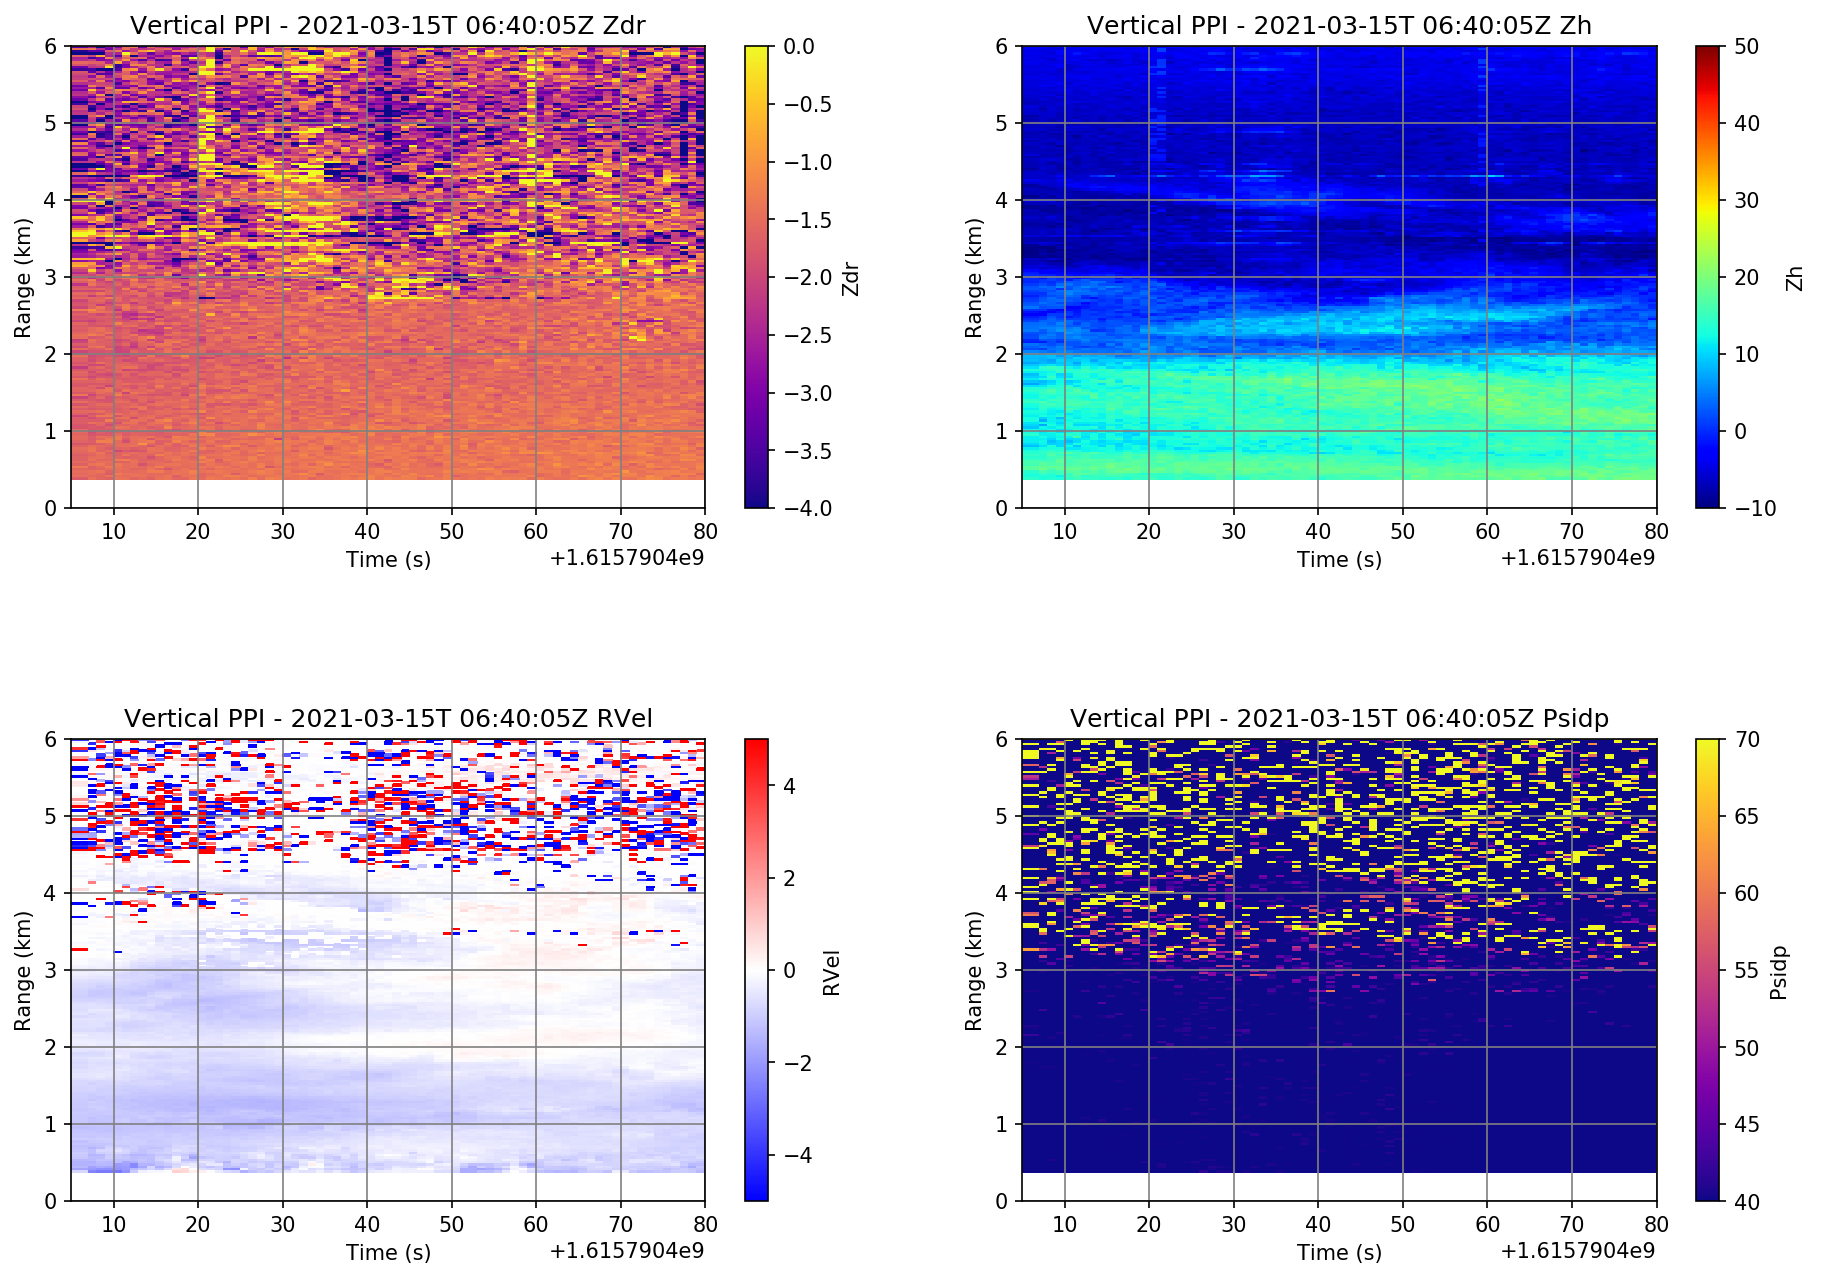 Vertical PPI - 2021-03-15T 06:40:05Z Zdr
6
5
4
3
2
1
0
Range (km)
10 20 30 40 50 60 70 80
Time (s)
+1.6157904e9
0.0
−0.5
−1.0
−1.5
−2.0
−2.5
−3.0
−3.5
−4.0
Zdr
Vertical PPI - 2021-03-15T 06:40:05Z Zh
6
5
4
3
2
1
0
Range (km)
10 20 30 40 50 60 70 80
Time (s)
+1.6157904e9
50
40
30
20
10
0
−10
Zh
Vertical PPI - 2021-03-15T 06:40:05Z RVel
6
5
4
3
2
1
0
Range (km)
10 20 30 40 50 60 70 80
Time (s)
+1.6157904e9
4
2
0
−2
−4
RVel
Vertical PPI - 2021-03-15T 06:40:05Z Psidp
6
5
4
3
2
1
0
Range (km)
10 20 30 40 50 60 70 80
Time (s)
+1.6157904e9
70
65
60
55
50
45
40
Psidp